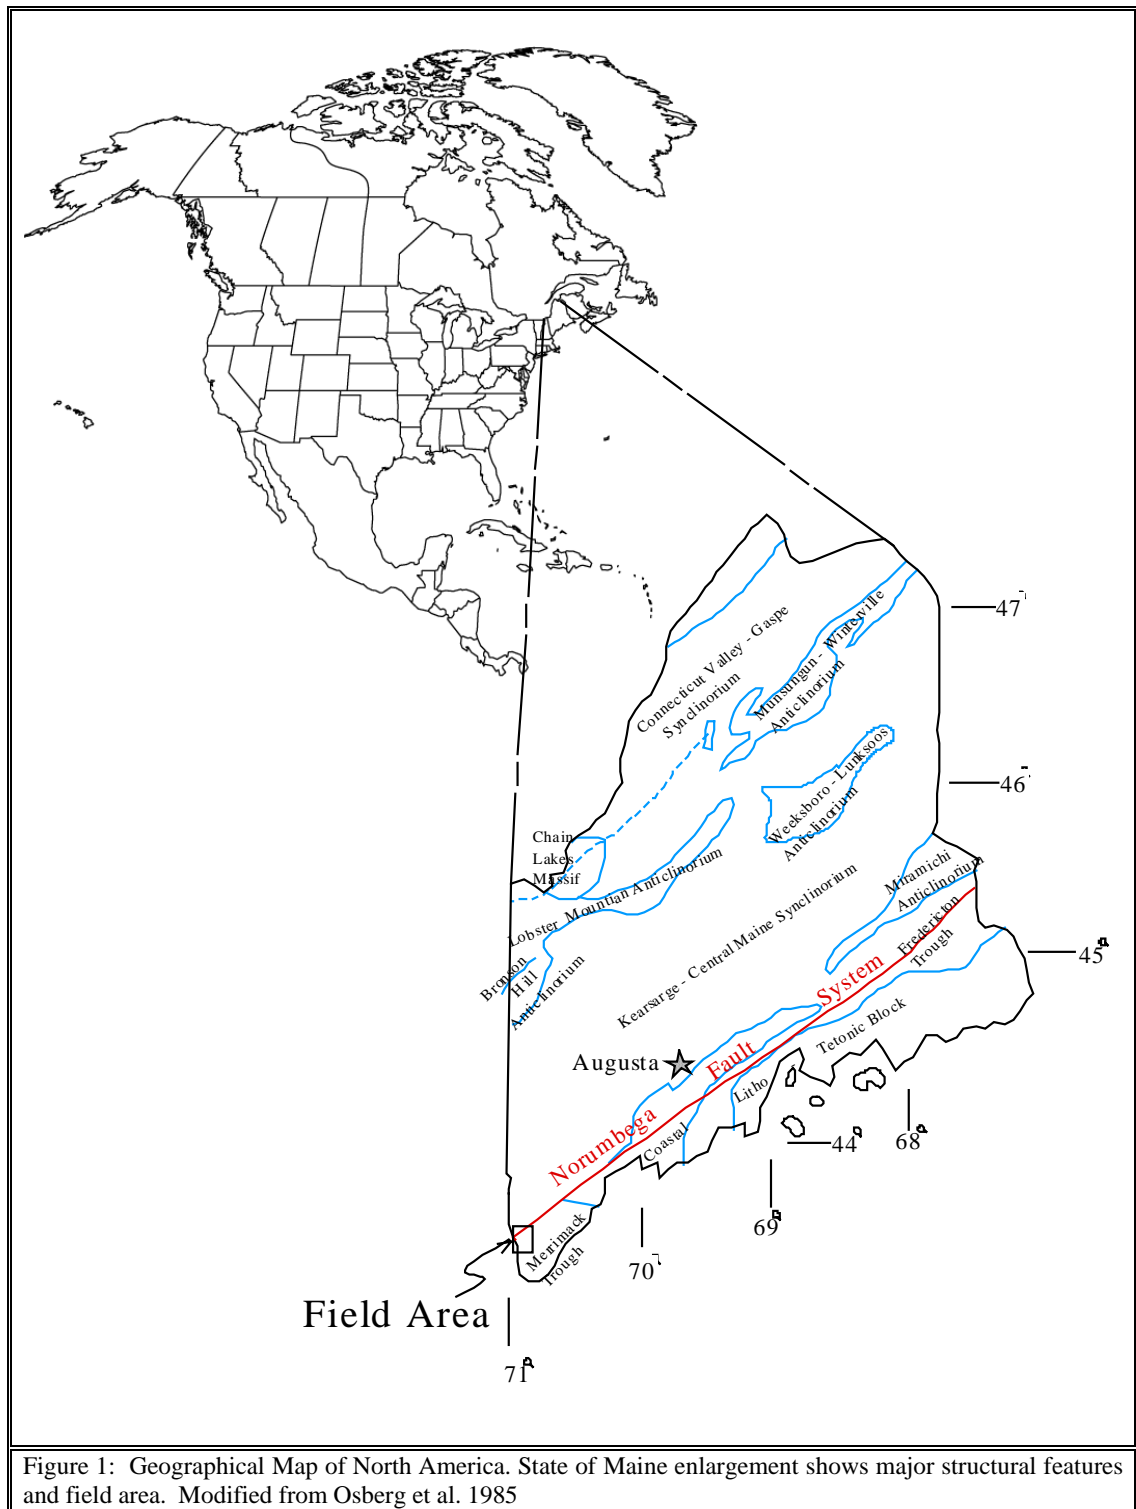 Connecticut Valley - Gaspe
Synclinorium
Munsungun - Winterville
Anticlinorium
47
46
Weeksboro - Lunksoos
Anticlinorium
Chain
Lakes
Massif
Lobster Mountian Anticlinorium
Miramichi
Anticlinorium
Fredericton
Trough
45
Bronson
Hill
Anticlinorium
Kearsarge - Central Maine Synclinorium
Norumbega Fault System
Tetonic Block
Augusta
Litho
Coastal
44
68
69
70
Merrimack
Trough
Field Area
71
Figure 1: Geographical Map of North America. State of Maine enlargement shows major structural features
and field area. Modified from Osberg et al. 1985